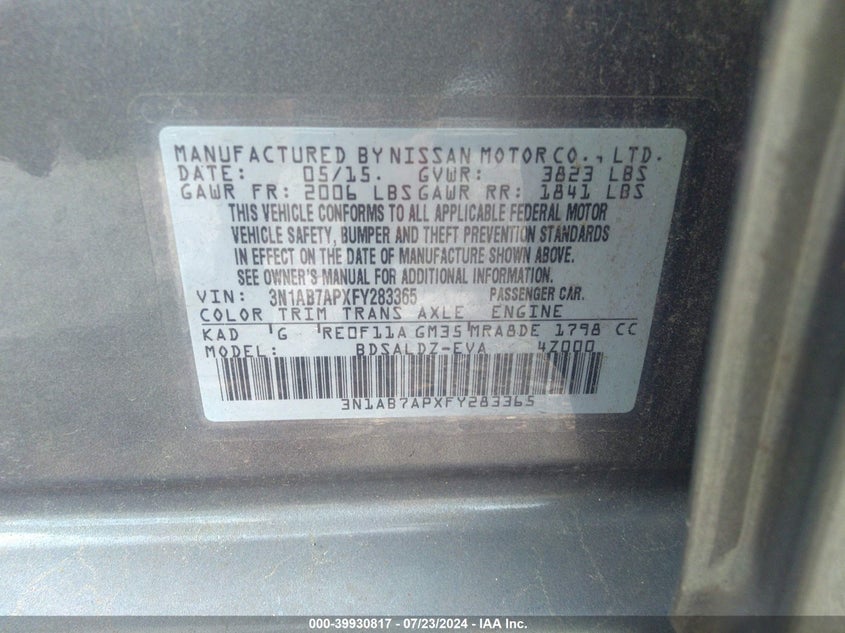 MANUFACTURED BY NISSAN MOTOR CO., LTD.
DATE: 05/15. GVWR: 3823 LBS
GAWR FR: 2006 LBS GAWR RR: 1841 LBS
THIS VEHICLE CONFORMS TO ALL APPLICABLE FEDERAL MOTOR
VEHICLE SAFETY, BUMPER AND THEFT PREVENTION STANDARDS
IN EFFECT ON THE DATE OF MANUFACTURE SHOWN ABOVE.
SEE OWNER'S MANUAL FOR ADDITIONAL INFORMATION.
VIN: 3N1AB7APXFY283365 PASSENGER CAR.
COLOR TRIM TRANS AXLE ENGINE
KAD G RE0F11A GM35 MRA8DE 1798 CC
MODEL: BDSALDZ-EVA 4Z000
3N1AB7APXFY283365
000-39930817 - 07/23/2024 - IAA Inc.